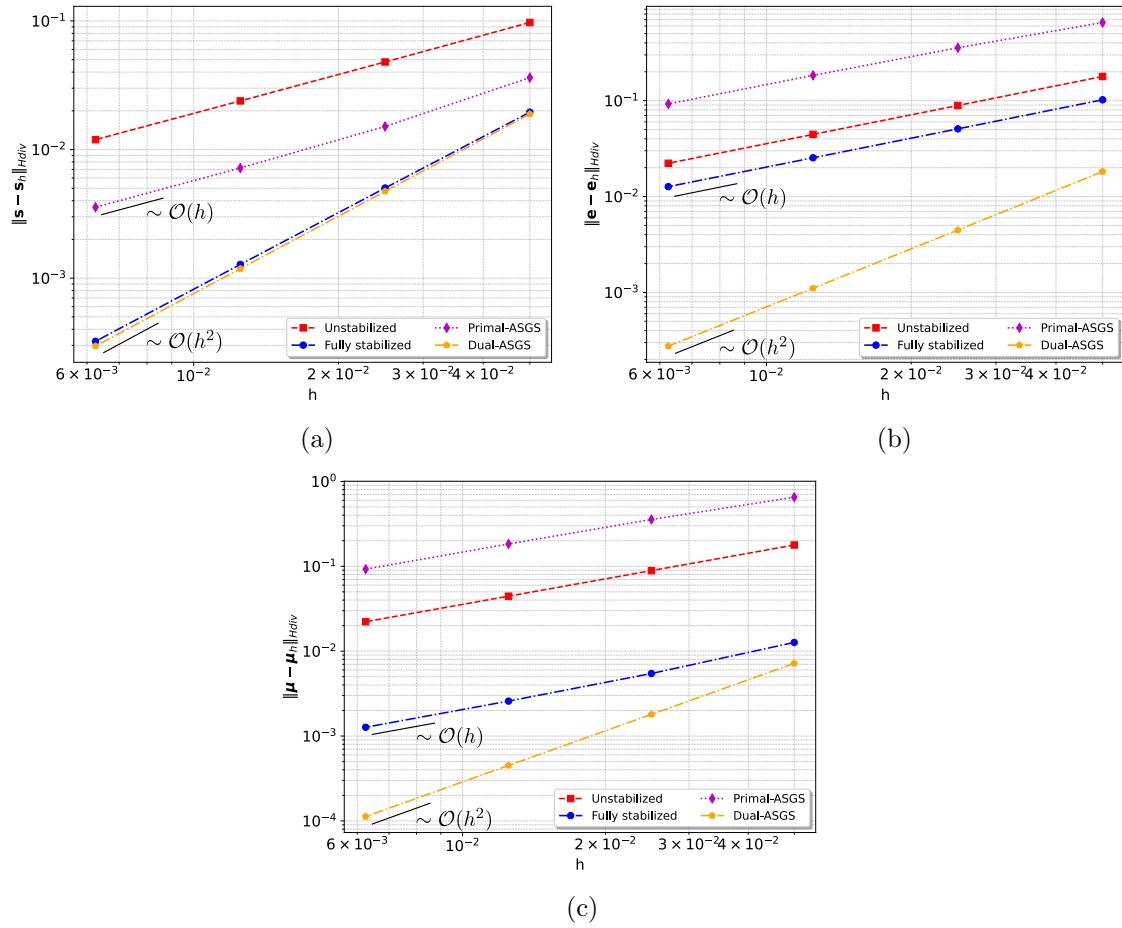 10⁻¹
10⁻²
10⁻³
‖s − s_h‖_Hdiv
∼ O(h)
∼ O(h²)
Unstabilized
Fully stabilized
Primal-ASGS
Dual-ASGS
6 × 10⁻³ 10⁻² 2 × 10⁻² 3 × 10⁻² 4 × 10⁻²
h
(a)
10⁻¹
10⁻²
10⁻³
‖e − e_h‖_Hdiv
∼ O(h)
∼ O(h²)
Unstabilized
Fully stabilized
Primal-ASGS
Dual-ASGS
6 × 10⁻³ 10⁻² 2 × 10⁻² 3 × 10⁻² 4 × 10⁻²
h
(b)
10⁰
10⁻¹
10⁻²
10⁻³
10⁻⁴
‖μ − μ_h‖_Hdiv
∼ O(h)
∼ O(h²)
Unstabilized
Fully stabilized
Primal-ASGS
Dual-ASGS
6 × 10⁻³ 10⁻² 2 × 10⁻² 3 × 10⁻² 4 × 10⁻²
h
(c)